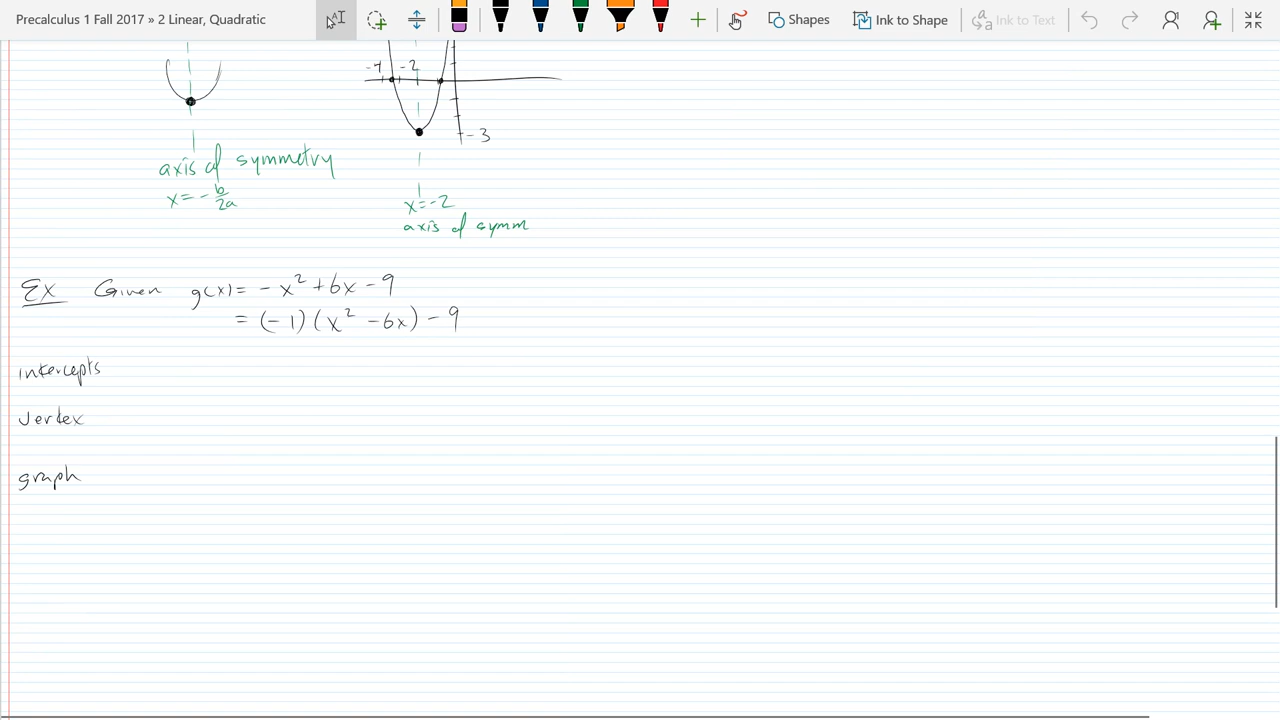 Precalculus 1 Fall 2017 » 2 Linear, Quadratic
Shapes
Ink to Shape
Ink to Text
-4 -2
-3
axis of symmetry
x = -b/2a
x = -2
axis of symm
Ex Given g(x) = -x² + 6x - 9
= (-1)(x² - 6x) - 9
intercepts
vertex
graph